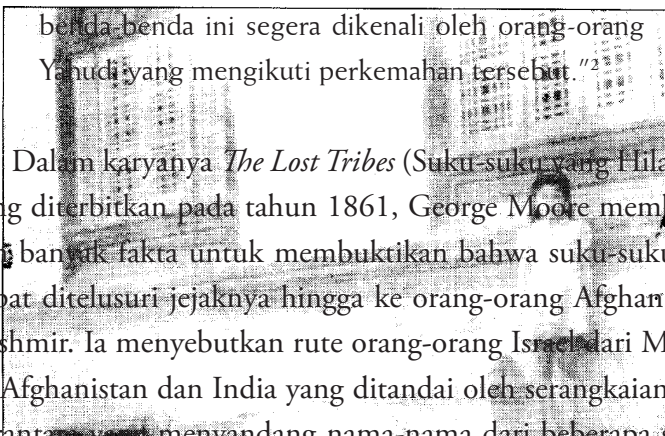 benda-benda ini segera dikenali oleh orang-orang
Yahudi yang mengikuti perkemahan tersebut."2
Dalam karyanya The Lost Tribes (Suku-suku yang Hila
ng diterbitkan pada tahun 1861, George Moore memb
banyak fakta untuk membuktikan bahwa suku-suku
pat ditelusuri jejaknya hingga ke orang-orang Afghan
shmir. Ia menyebutkan rute orang-orang Israel dari M
Afghanistan dan India yang ditandai oleh serangkaian
menyandang nama-nama dari beberapa